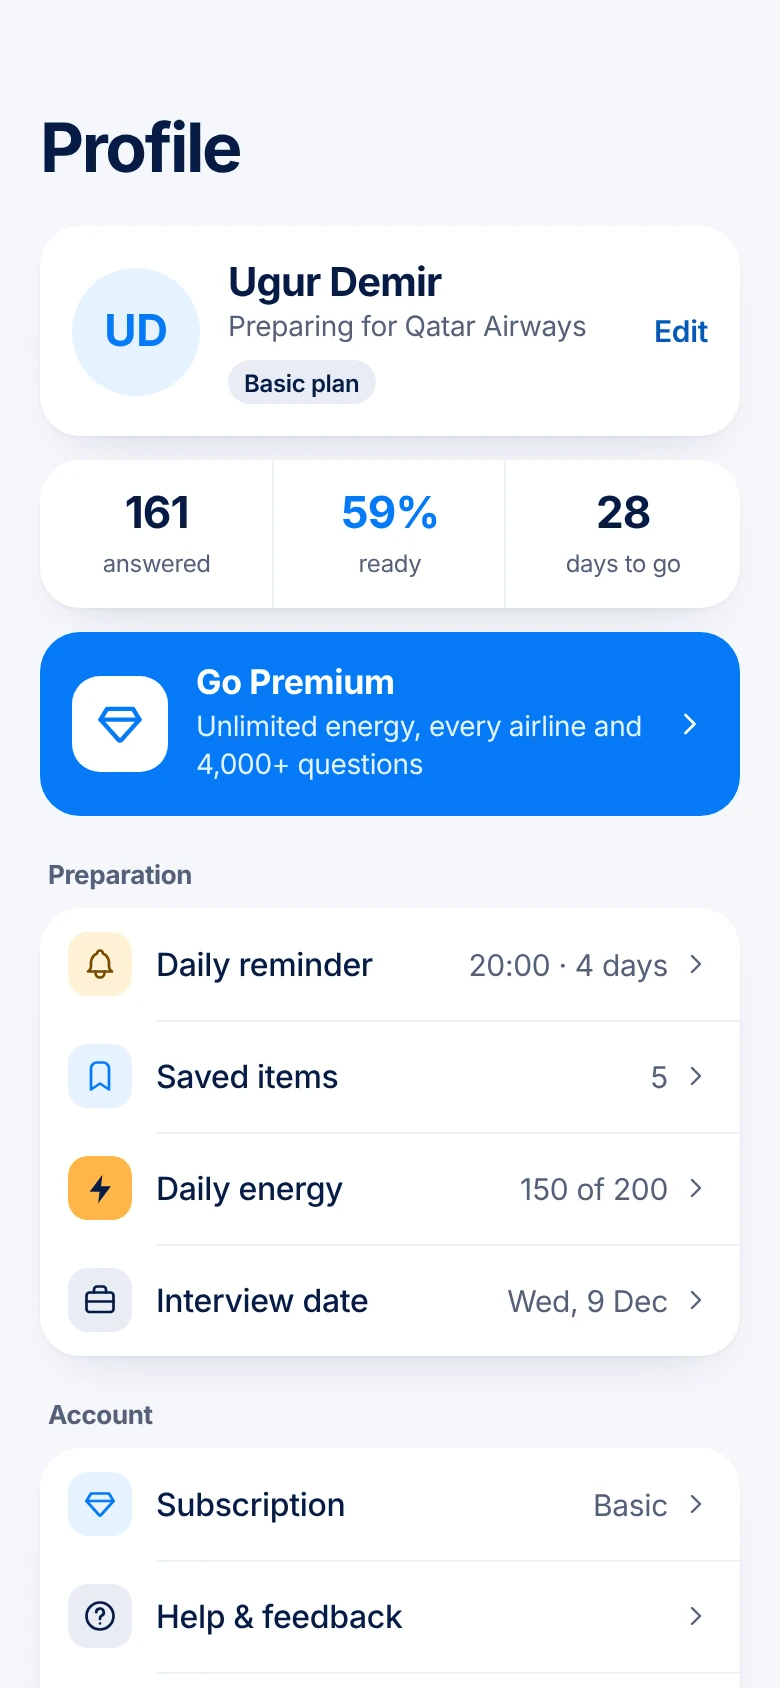 Profile
UD
Ugur Demir
Preparing for Qatar Airways
Basic plan
Edit
161
answered
59%
ready
28
days to go
Go Premium
Unlimited energy, every airline and
4,000+ questions
Preparation
Daily reminder
20:00 · 4 days
Saved items
5
Daily energy
150 of 200
Interview date
Wed, 9 Dec
Account
Subscription
Basic
Help & feedback